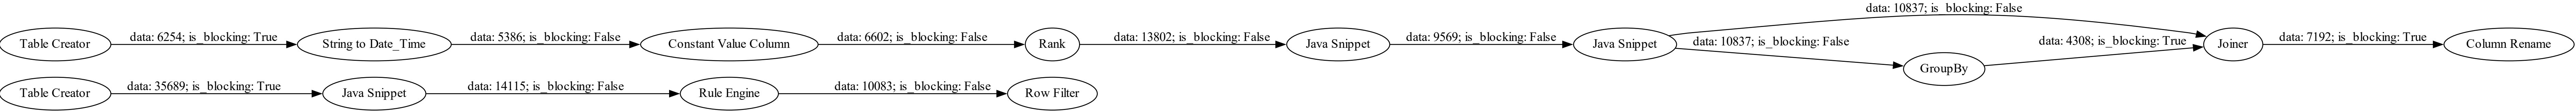 data: 10837; is_blocking: False
Table Creator
data: 6254; is_blocking: True
String to Date_Time
data: 5386; is_blocking: False
Constant Value Column
data: 6602; is_blocking: False
Rank
data: 13802; is_blocking: False
Java Snippet
data: 9569; is_blocking: False
Java Snippet
data: 10837; is_blocking: False
GroupBy
data: 4308; is_blocking: True
Joiner
data: 7192; is_blocking: True
Column Rename
Table Creator
data: 35689; is_blocking: True
Java Snippet
data: 14115; is_blocking: False
Rule Engine
data: 10083; is_blocking: False
Row Filter